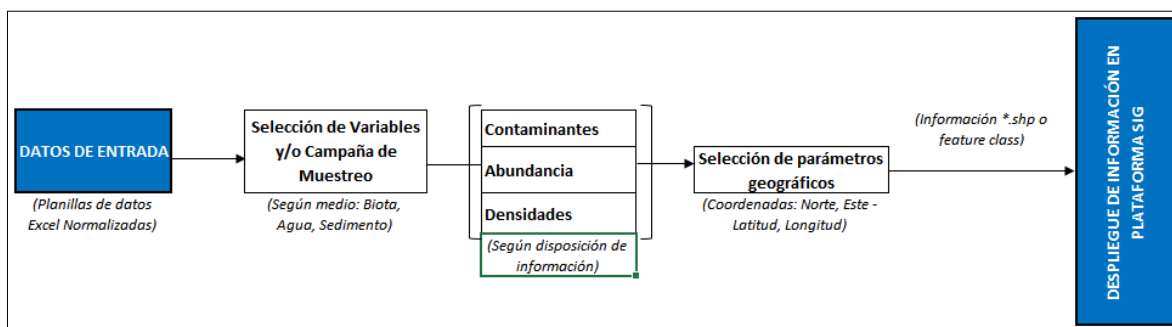 DATOS DE ENTRADA
(Planillas de datos
Excel Normalizadas)
Selección de Variables
y/o Campaña de
Muestreo
(Según medio: Biota,
Agua, Sedimento)
Contaminantes
Abundancia
Densidades
(Según disposición de
información)
Selección de parámetros
geográficos
(Coordenadas: Norte, Este -
Latitud, Longitud)
(Información *.shp o
feature class)
DESPLIEGUE DE INFORMACIÓN EN
PLATAFORMA SIG